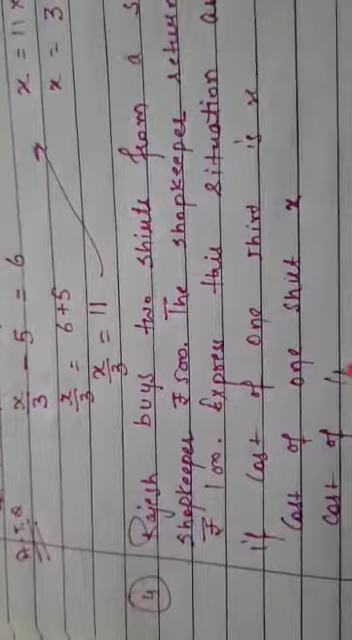 A.T.Q x/3 - 5 = 6 x = 11 x
x/3 = 6+5 x = 3
x/3 = 11
4 Rajesh buys two shirts from a s
shopkeeper ₹ 500. The shopkeeper return
₹ 100. Express this situation a
if cost of one shirt is x
Cost of one shirt x
Cost of